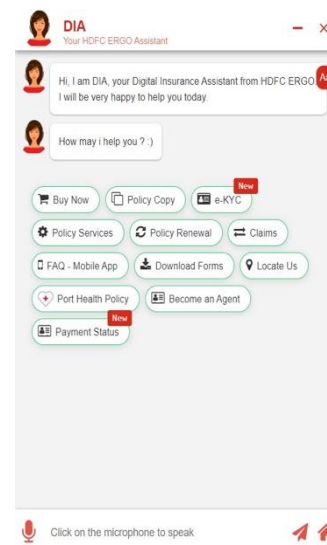 DIA
Your HDFC ERGO Assistant
Hi, I am DIA, your Digital Insurance Assistant from HDFC ERGO
I will be very happy to help you today.
How may i help you ? :)
Buy Now
Policy Copy
e-KYC
New
Policy Services
Policy Renewal
Claims
FAQ - Mobile App
Download Forms
Locate Us
Port Health Policy
Become an Agent
Payment Status
New
Click on the microphone to speak